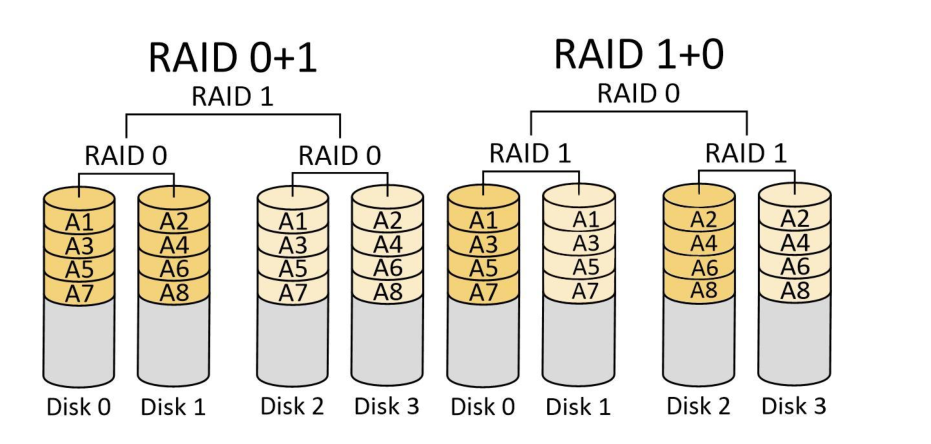 RAID 0+1
RAID 1
RAID 0
RAID 0
A1
A3
A5
A7
A2
A4
A6
A8
A1
A3
A5
A7
A2
A4
A6
A8
Disk 0
Disk 1
Disk 2
Disk 3
RAID 1+0
RAID 0
RAID 1
RAID 1
A1
A3
A5
A7
A1
A3
A5
A7
A2
A4
A6
A8
A2
A4
A6
A8
Disk 0
Disk 1
Disk 2
Disk 3